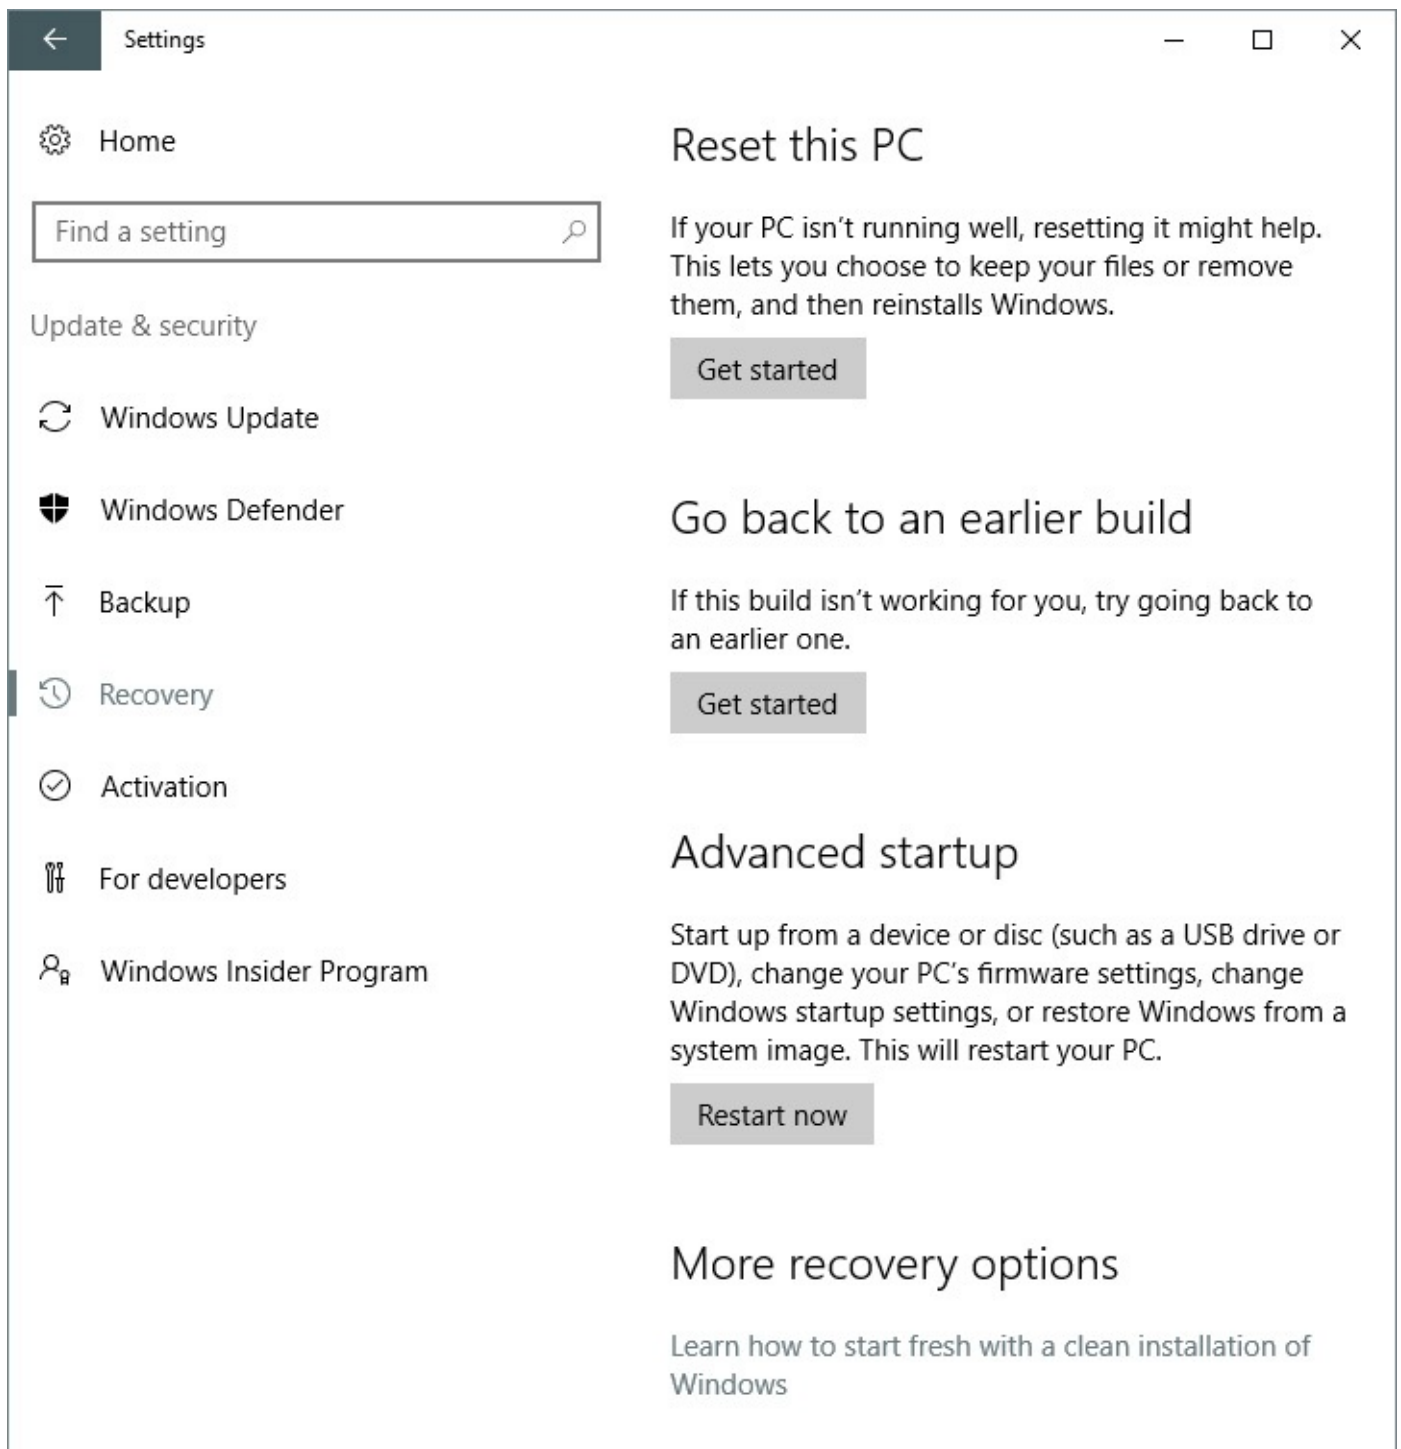 Settings
Home
Find a setting
Update & security
Windows Update
Windows Defender
Backup
Recovery
Activation
For developers
Windows Insider Program
Reset this PC
If your PC isn’t running well, resetting it might help.
This lets you choose to keep your files or remove
them, and then reinstalls Windows.
Get started
Go back to an earlier build
If this build isn’t working for you, try going back to
an earlier one.
Get started
Advanced startup
Start up from a device or disc (such as a USB drive or
DVD), change your PC’s firmware settings, change
Windows startup settings, or restore Windows from a
system image. This will restart your PC.
Restart now
More recovery options
Learn how to start fresh with a clean installation of
Windows